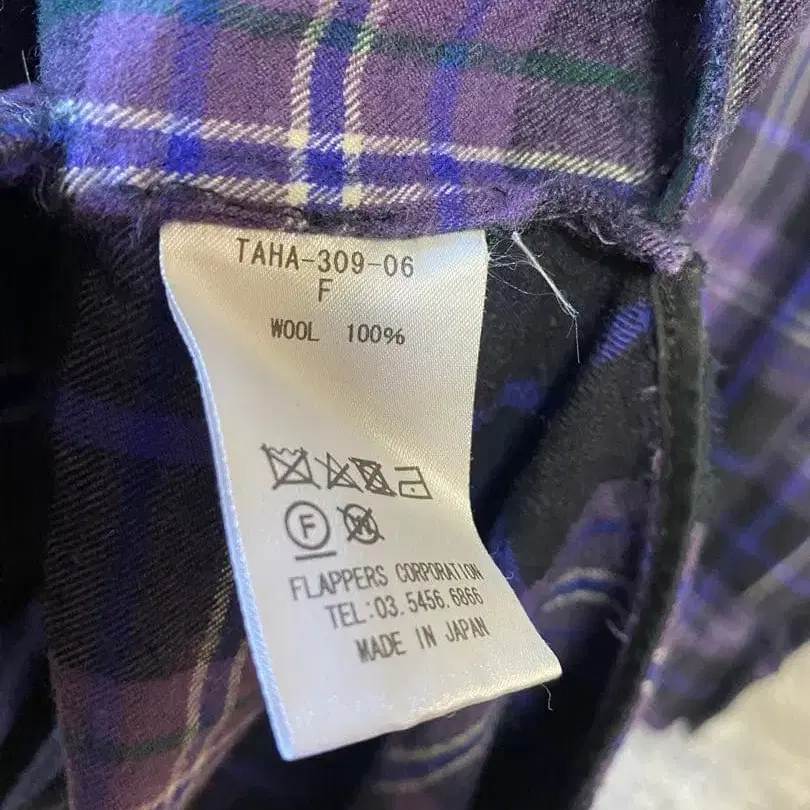 TAHA-309-06
F
WOOL 100%
F W
FLAPPERS CORPORATION
TEL:03.5456.6866
MADE IN JAPAN